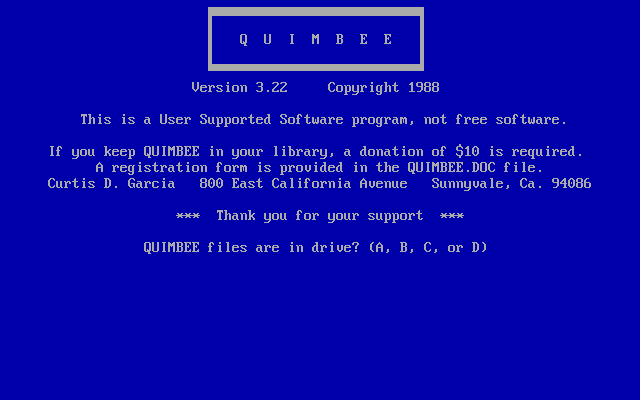 Q U I M B E E
Version 3.22     Copyright 1988
This is a User Supported Software program, not free software.
If you keep QUIMBEE in your library, a donation of $10 is required.
A registration form is provided in the QUIMBEE.DOC file.
Curtis D. Garcia   800 East California Avenue   Sunnyvale, Ca. 94086
***  Thank you for your support  ***
QUIMBEE files are in drive? (A, B, C, or D)